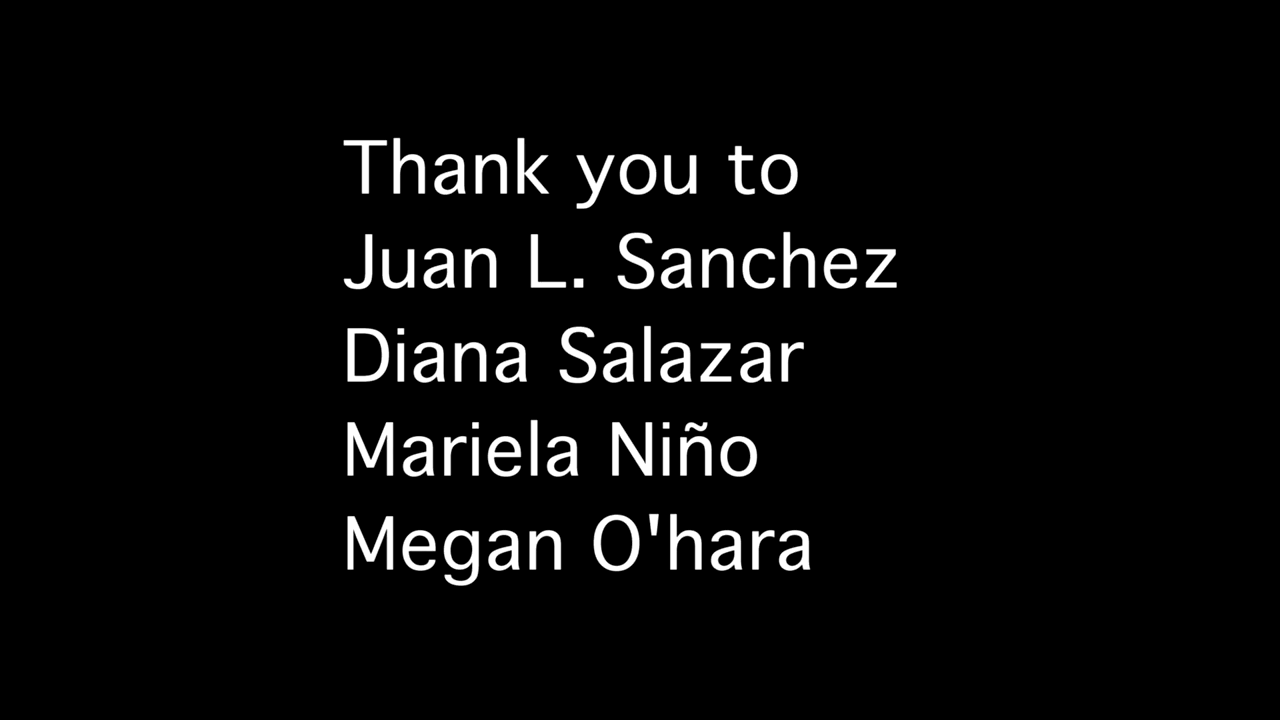 Thank you to
Juan L. Sanchez
Diana Salazar
Mariela Niño
Megan O'hara